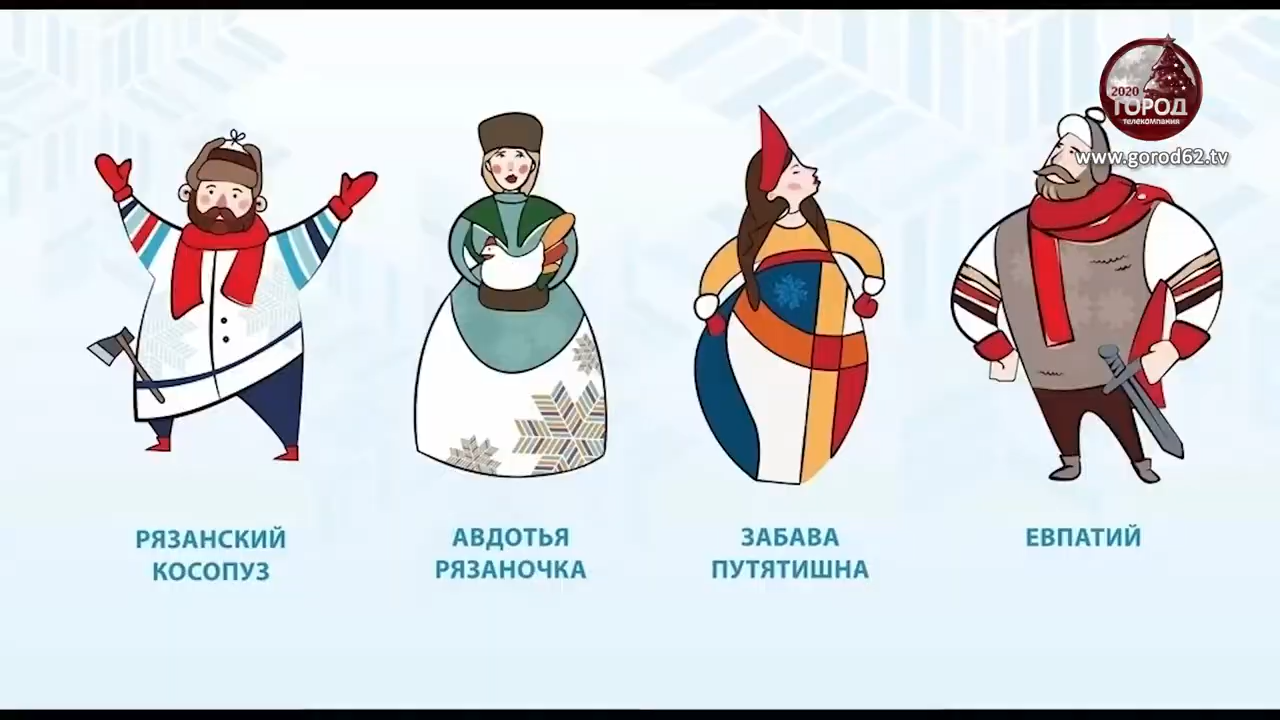 2020
ГОРОД
телекомпания
www.gorod62.tv
РЯЗАНСКИЙ
КОСОПУЗ
АВДОТЬЯ
РЯЗАНОЧКА
ЗАБАВА
ПУТЯТИШНА
ЕВПАТИЙ